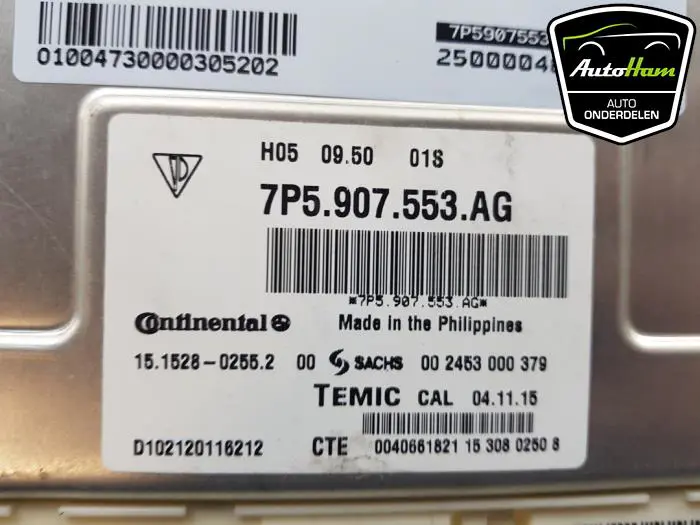 01004730000305202
7P5907553
AutoHam
AUTO
ONDERDELEN
H05 09.50 018
7P5.907.553.AG
*7P5.907.553.AG*
Continental
Made in the Philippines
15.1528-0255.2 00 SACHS 00 2453 000 379
TEMIC CAL 04.11.15
D102120116212 CTE 0040661821 15 308 0250 8